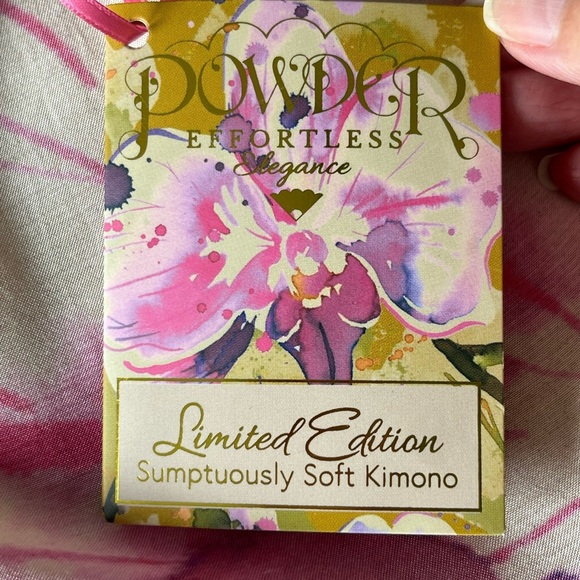 POWDER
EFFORTLESS
Elegance
Limited Edition
Sumptuously Soft Kimono